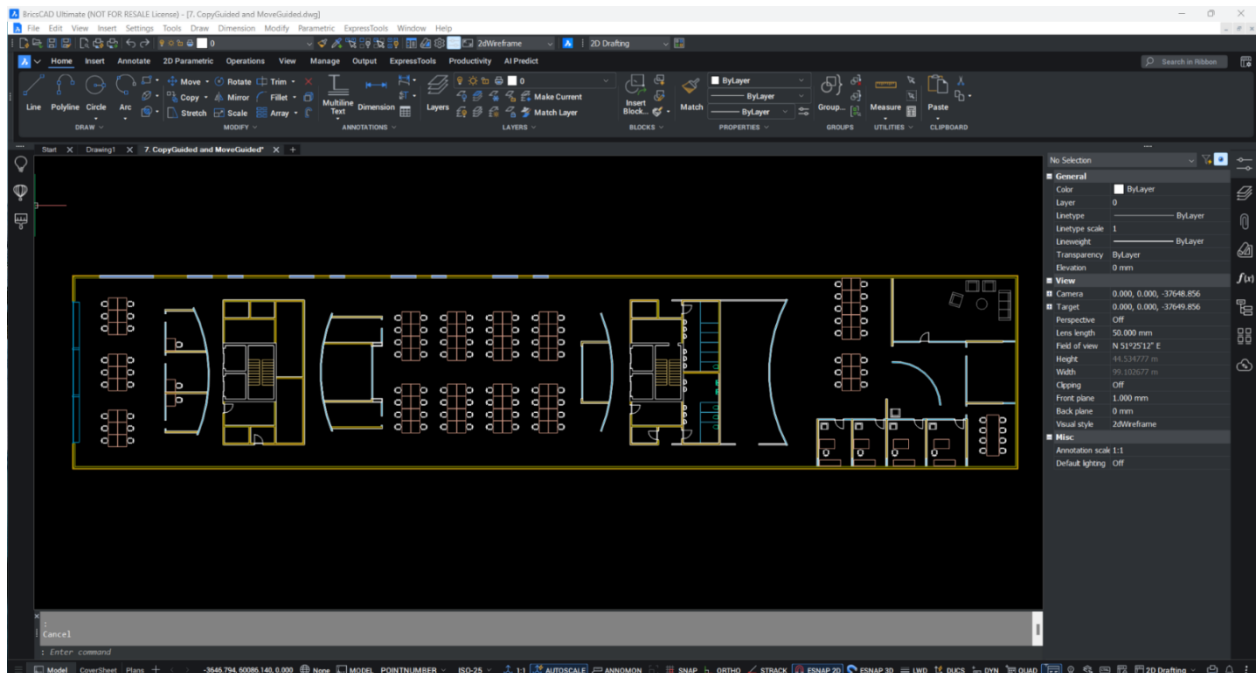 BricsCAD Ultimate (NOT FOR RESALE License) - [7. CopyGuided and MoveGuided.dwg]
File Edit View Insert Settings Tools Draw Dimension Modify Parametric ExpressTools Window Help
0 2dWireframe 2D Drafting
Home Insert Annotate 2D Parametric Operations View Manage Output ExpressTools Productivity AI Predict Search in Ribbon
Line Polyline Circle Arc
Move Rotate Trim
Copy Mirror Fillet
Stretch Scale Array
Multiline Text Dimension
Layers 0
Make Current
Match Layer
Insert Block...
Match
ByLayer
ByLayer
ByLayer
Group... Measure Paste
DRAW MODIFY ANNOTATIONS LAYERS BLOCKS PROPERTIES GROUPS UTILITIES CLIPBOARD
Start Drawing1 7. CopyGuided and MoveGuided*
No Selection
General
Color ByLayer
Layer 0
Linetype ByLayer
Linetype scale 1
Lineweight ByLayer
Transparency ByLayer
Elevation 0 mm
View
Camera 0.000, 0.000, -37648.856
Target 0.000, 0.000, -37649.856
Perspective Off
Lens length 50.000 mm
Field of view N 51°25'12" E
Height 44.534777 m
Width 99.102677 m
Clipping Off
Front plane 1.000 mm
Back plane 0 mm
Visual style 2dWireframe
Misc
Annotation scale 1:1
Default lighting Off
f(x)
:
Cancel
: Enter command
Model CoverSheet Plans -3646.794, 60086.140, 0.000 None MODEL POINTNUMBER ISO-25 1:1 AUTOSCALE ANNOMON SNAP ORTHO STRACK ESNAP 2D ESNAP 3D LWD DUCS DYN QUAD 2D Drafting